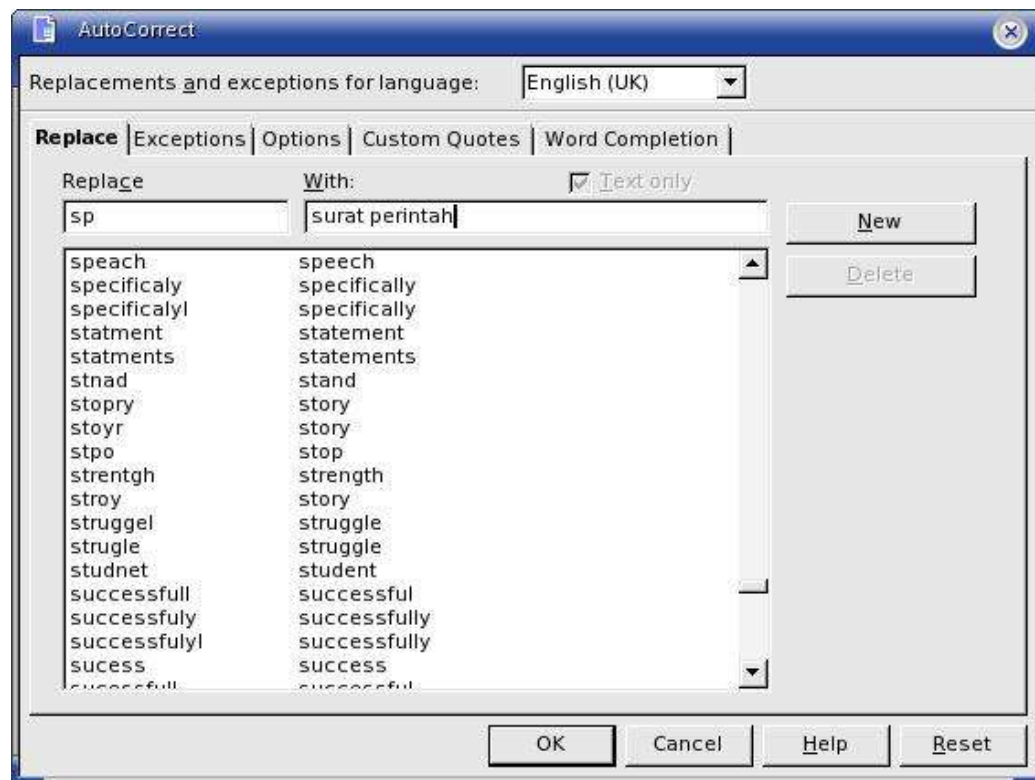 AutoCorrect
Replacements and exceptions for language: English (UK)
Replace Exceptions Options Custom Quotes Word Completion
Replace With: Text only
sp surat perintah New
Delete
speach speech
specificaly specifically
specificalyl specifically
statment statement
statments statements
stnad stand
stopry story
stoyr story
stpo stop
strentgh strength
stroy story
struggel struggle
strugle struggle
studnet student
successfull successful
successfuly successfully
successfulyl successfully
sucess success
sucessfull successful
OK Cancel Help Reset